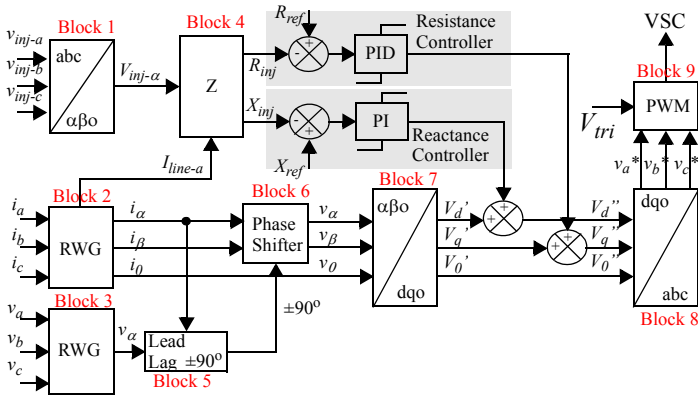 Block 1
Block 4
R_ref
Resistance
Controller
VSC
v_inj-a
v_inj-b
v_inj-c
abc
αβo
V_inj-α
Z
R_inj
-
+
PID
Block 9
PWM
V_tri
X_inj
-
+
PI
Reactance
Controller
X_ref
I_line-a
v_a* v_b* v_c*
Block 2
Block 6
Block 7
i_a
i_b
i_c
RWG
i_α
i_β
i_0
Phase
Shifter
v_α
v_β
v_0
αβo
dqo
V_d'
V_q'
V_0'
+
+
+
+
V_d''
V_q''
V_0''
dqo
abc
Block 8
Block 3
v_a
v_b
v_c
RWG
v_α
Lead
Lag ±90º
Block 5
±90º